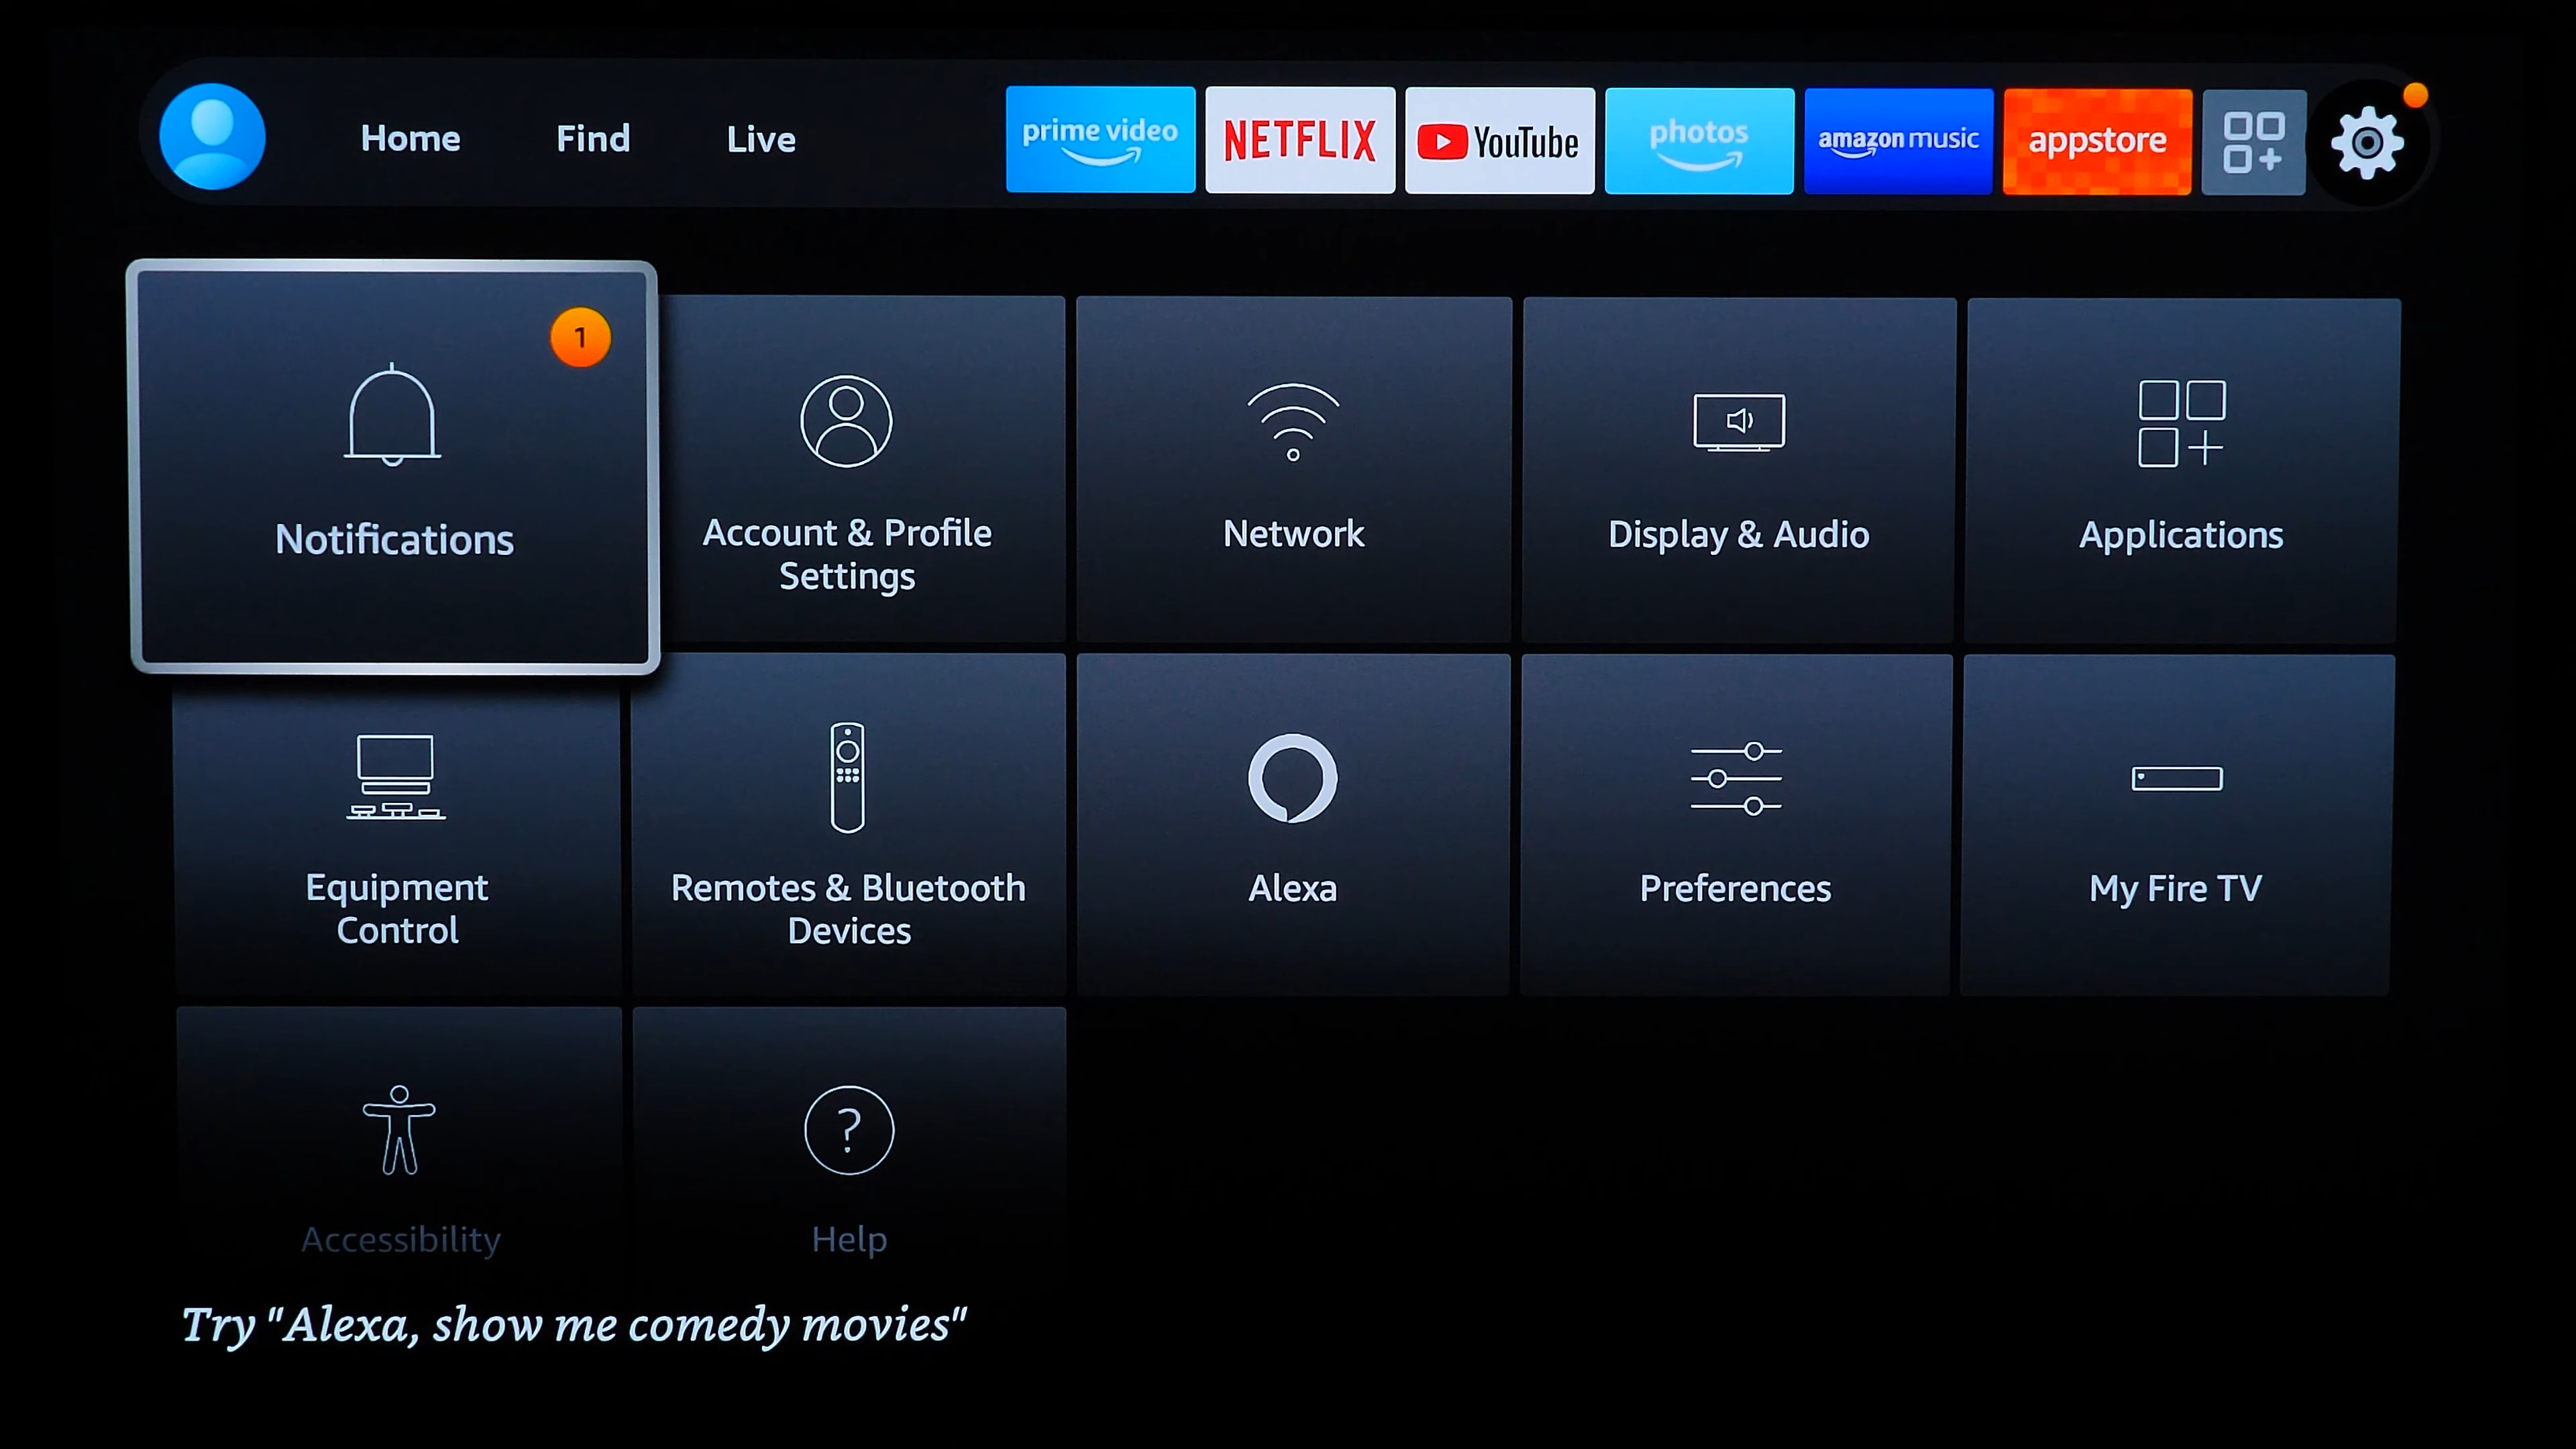 Home Find Live prime video NETFLIX YouTube photos amazon music appstore
1
Notifications
Account & Profile
Settings
Network
Display & Audio
Applications
Equipment
Control
Remotes & Bluetooth
Devices
Alexa
Preferences
My Fire TV
Accessibility
?
Help
Try "Alexa, show me comedy movies"